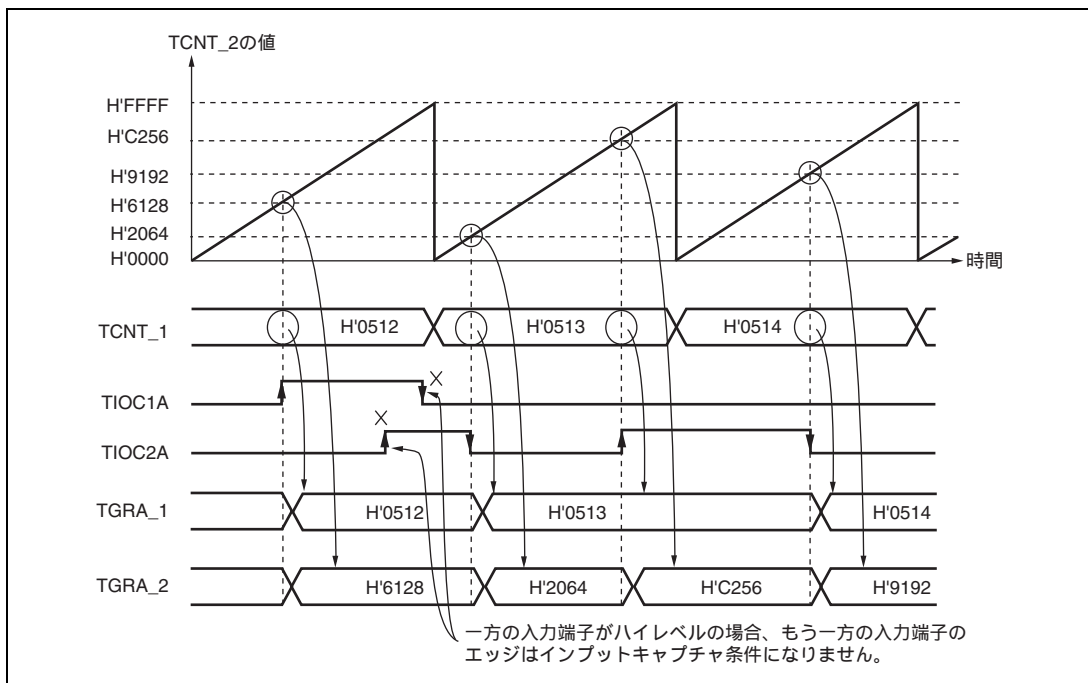 TCNT_2の値
H'FFFF
H'C256
H'9192
H'6128
H'2064
H'0000
時間
TCNT_1 H'0512 H'0513 H'0514
TIOC1A
TIOC2A
TGRA_1 H'0512 H'0513 H'0514
TGRA_2 H'6128 H'2064 H'C256 H'9192
一方の入力端子がハイレベルの場合、もう一方の入力端子の
エッジはインプットキャプチャ条件になりません。